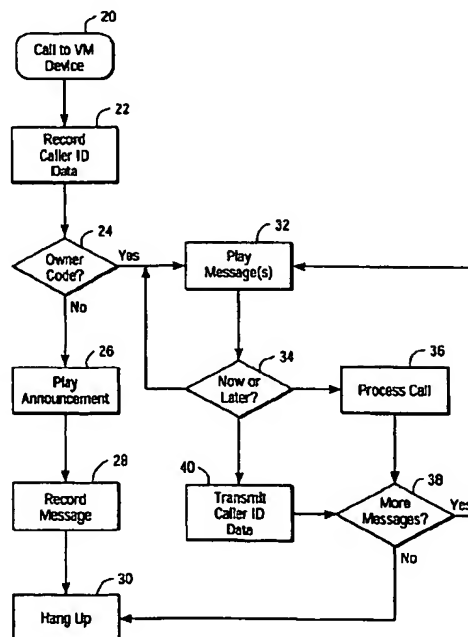 20
Call to VM
Device
22
Record
Caller ID
Data
24
Owner
Code?
Yes
No
32
Play
Message(s)
26
Play
Announcement
34
Now or
Later?
36
Process Call
28
Record
Message
40
Transmit
Caller ID
Data
38
More
Messages?
Yes
No
30
Hang Up